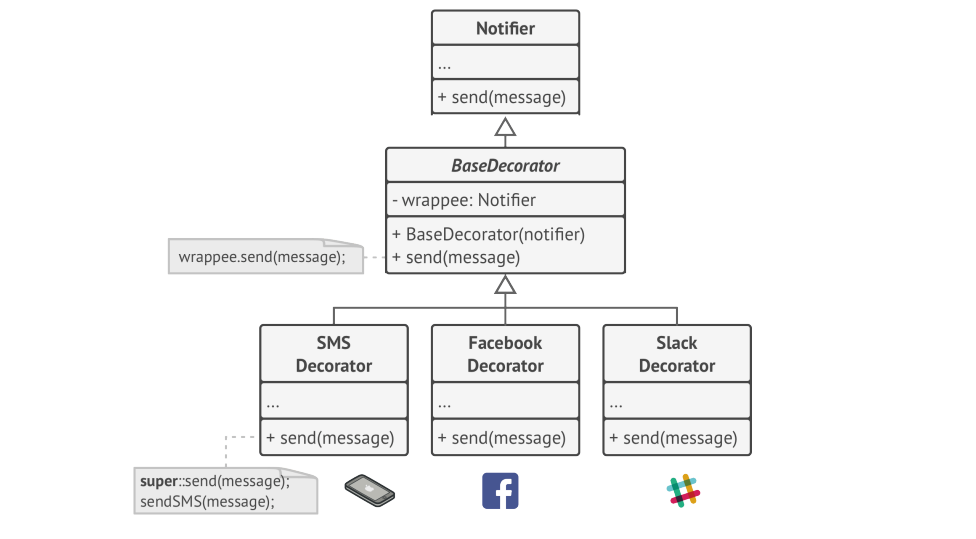 Notifier
...
+ send(message)
BaseDecorator
- wrappee: Notifier
+ BaseDecorator(notifier)
+ send(message)
wrappee.send(message);
SMS
Decorator
...
+ send(message)
Facebook
Decorator
...
+ send(message)
Slack
Decorator
...
+ send(message)
super::send(message);
sendSMS(message);